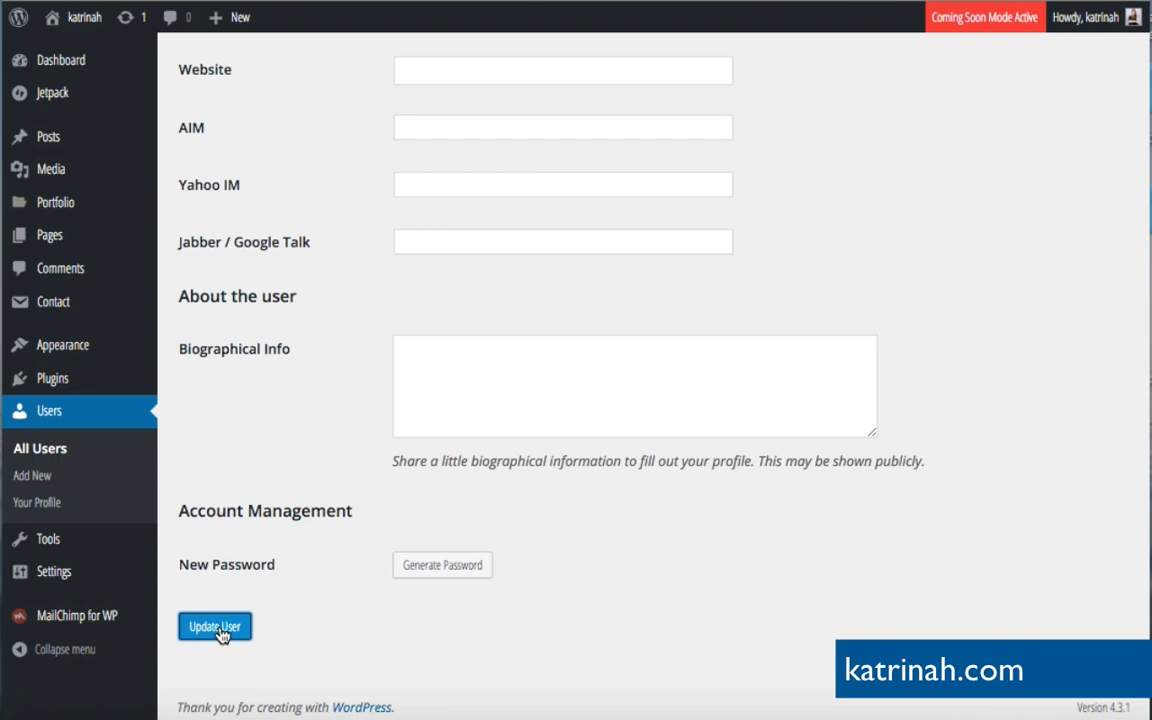 katrinah 1 0 New Coming Soon Mode Active Howdy, katrinah
Dashboard
Jetpack
Posts
Media
Portfolio
Pages
Comments
Contact
Appearance
Plugins
Users
All Users
Add New
Your Profile
Tools
Settings
MailChimp for WP
Collapse menu
Website
AIM
Yahoo IM
Jabber / Google Talk
About the user
Biographical Info
Share a little biographical information to fill out your profile. This may be shown publicly.
Account Management
New Password Generate Password
Update User
katrinah.com
Thank you for creating with WordPress. Version 4.3.1